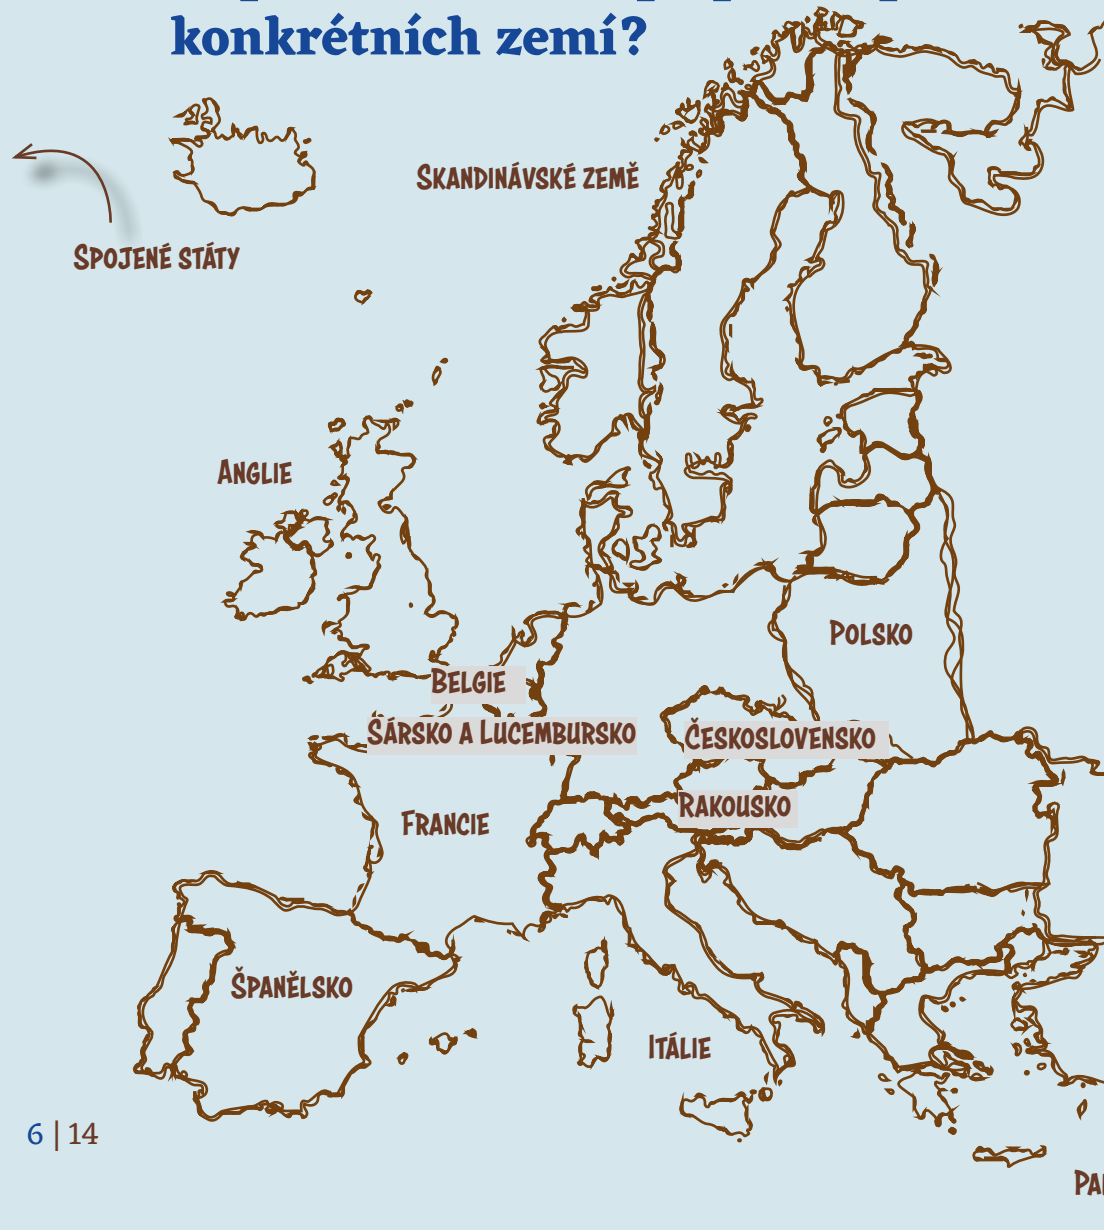 konkrétních zemí?
SKANDINÁVSKÉ ZEMĚ
SPOJENÉ STÁTY
ANGLIE
POLSKO
BELGIE
SÁRSKO A LUCEMBURSKO
ČESKOSLOVENSKO
RAKOUSKO
FRANCIE
ŠPANĚLSKO
ITÁLIE
6 | 14